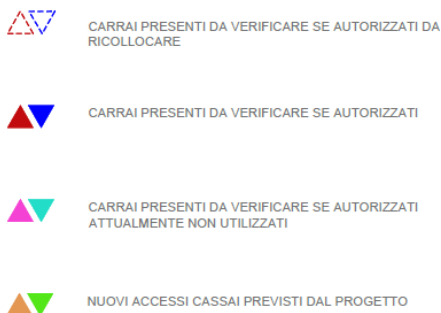 CARRAI PRESENTI DA VERIFICARE SE AUTORIZZATI DA
RICOLLOCARE
CARRAI PRESENTI DA VERIFICARE SE AUTORIZZATI
CARRAI PRESENTI DA VERIFICARE SE AUTORIZZATI
ATTUALMENTE NON UTILIZZATI
NUOVI ACCESSI CASSAI PREVISTI DAL PROGETTO